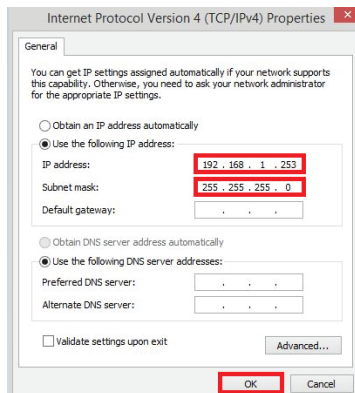 Internet Protocol Version 4 (TCP/IPv4) Properties
General
You can get IP settings assigned automatically if your network supports
this capability. Otherwise, you need to ask your network administrator
for the appropriate IP settings.
Obtain an IP address automatically
Use the following IP address:
IP address: 192 . 168 . 1 . 253
Subnet mask: 255 . 255 . 255 . 0
Default gateway: . . .
Obtain DNS server address automatically
Use the following DNS server addresses:
Preferred DNS server: . . .
Alternate DNS server: . . .
Validate settings upon exit
Advanced...
OK Cancel